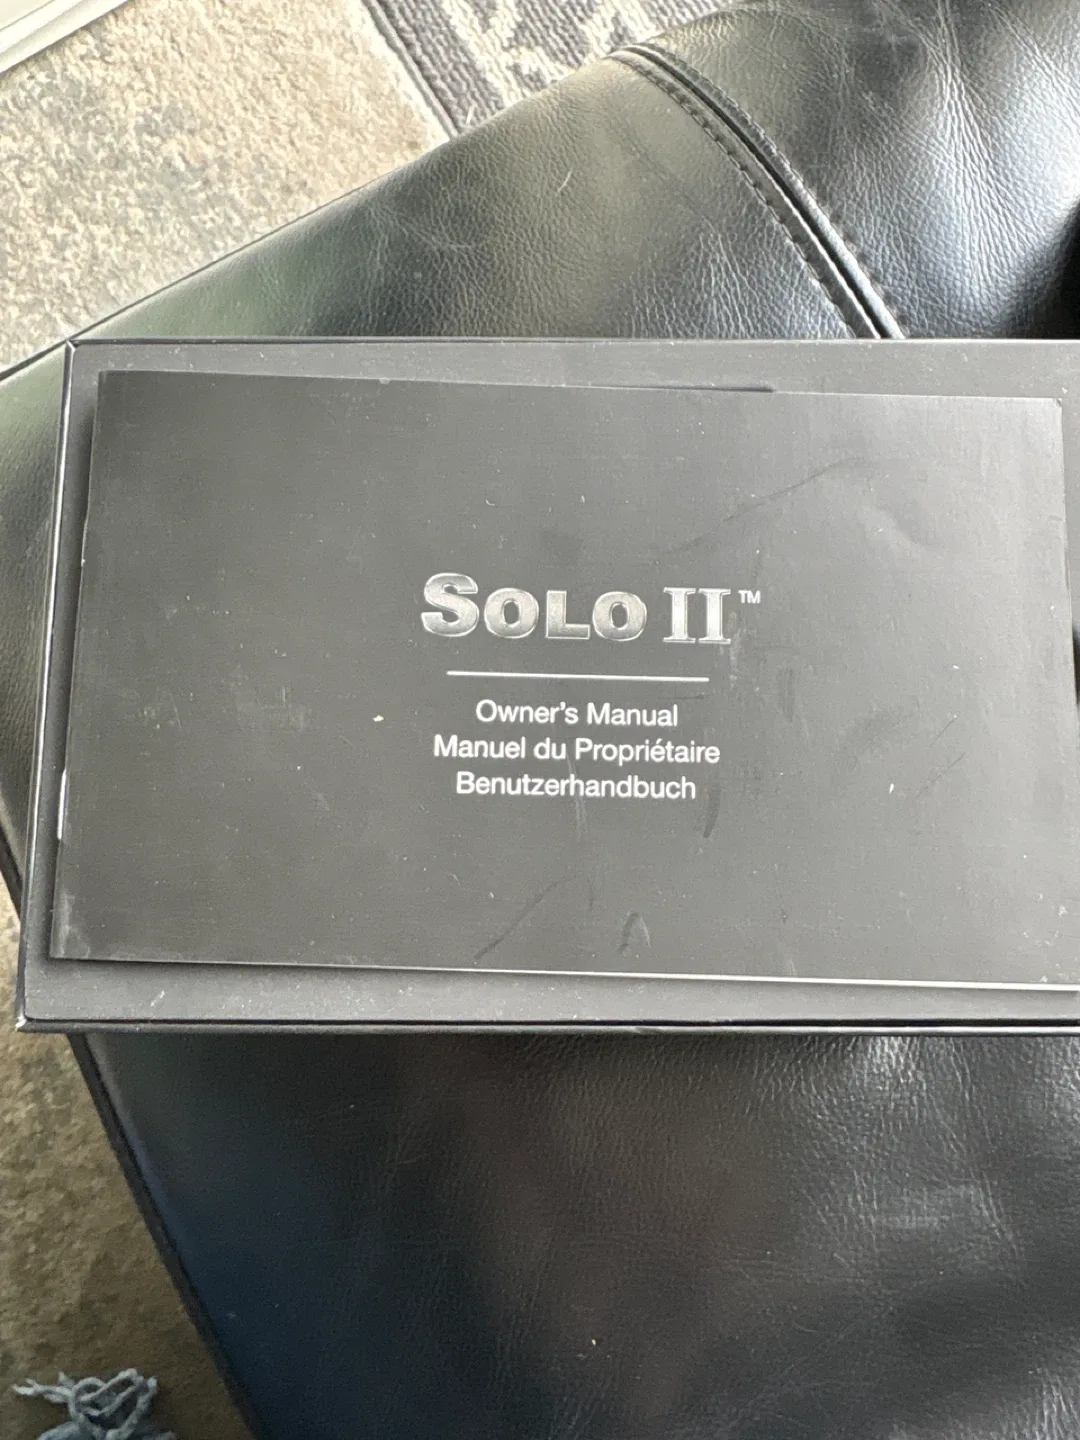 SOLO II™
Owner's Manual
Manuel du Propriétaire
Benutzerhandbuch